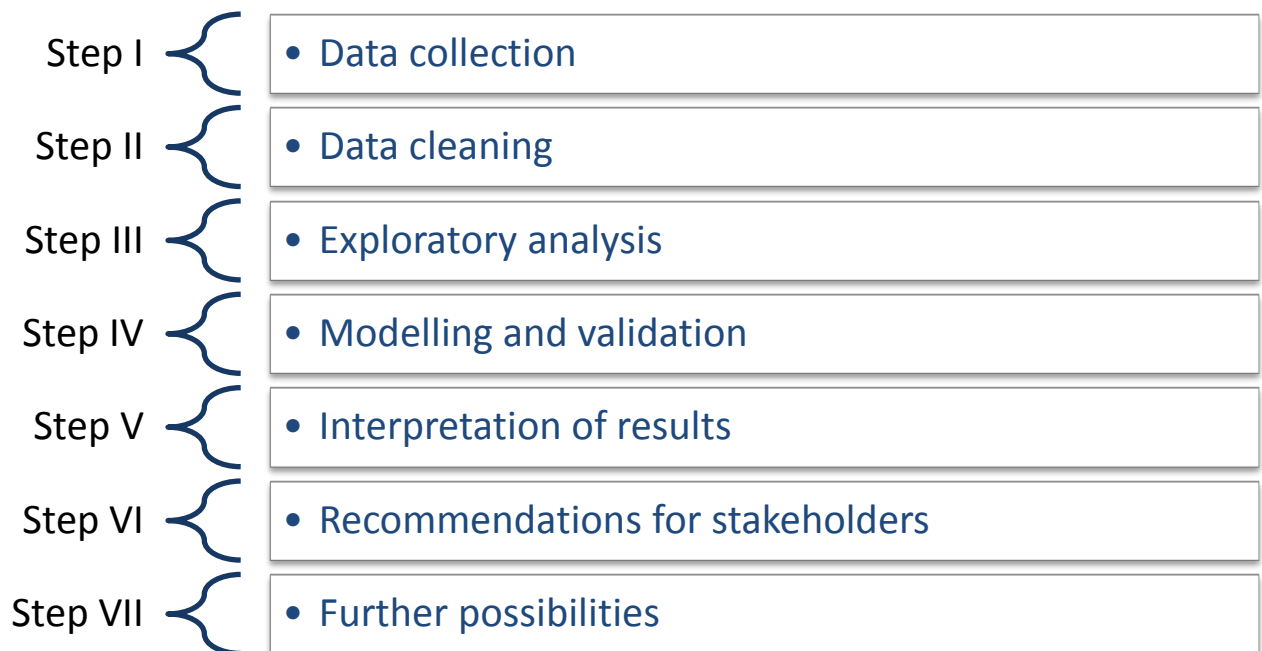 Step I
• Data collection
Step II
• Data cleaning
Step III
• Exploratory analysis
Step IV
• Modelling and validation
Step V
• Interpretation of results
Step VI
• Recommendations for stakeholders
Step VII
• Further possibilities